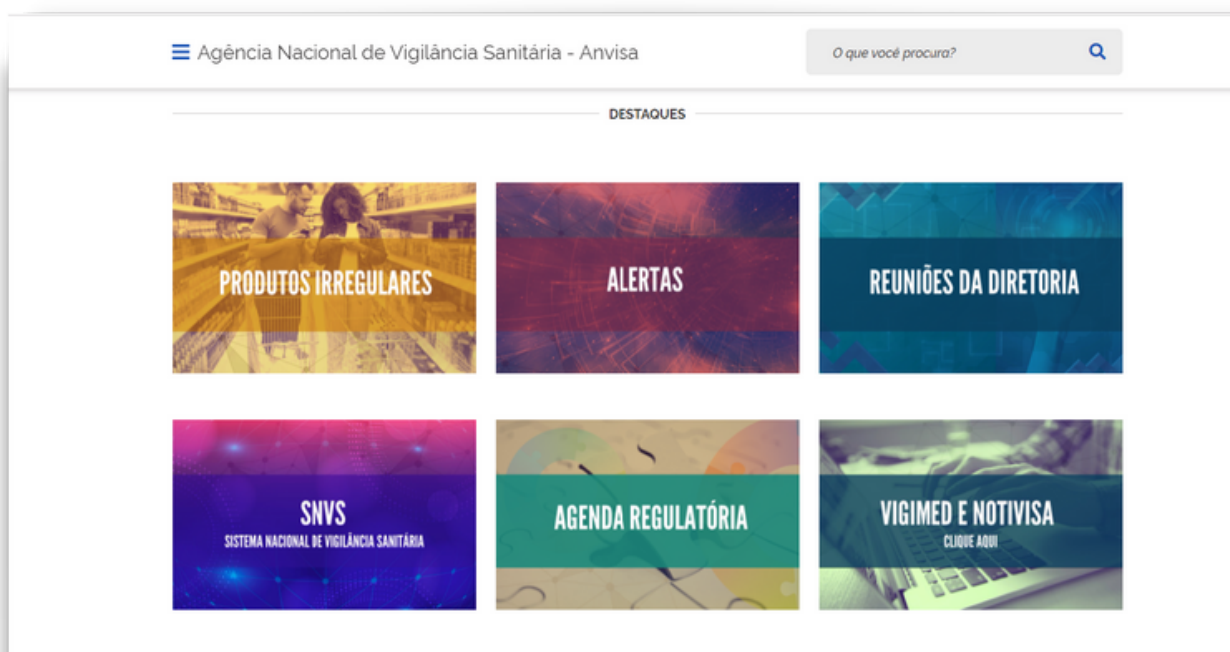 Agência Nacional de Vigilância Sanitária - Anvisa
O que você procura?
DESTAQUES
PRODUTOS IRREGULARES
ALERTAS
REUNIÕES DA DIRETORIA
SNVS
SISTEMA NACIONAL DE VIGILÂNCIA SANITÁRIA
AGENDA REGULATÓRIA
VIGIMED E NOTIVISA
CLIQUE AQUI